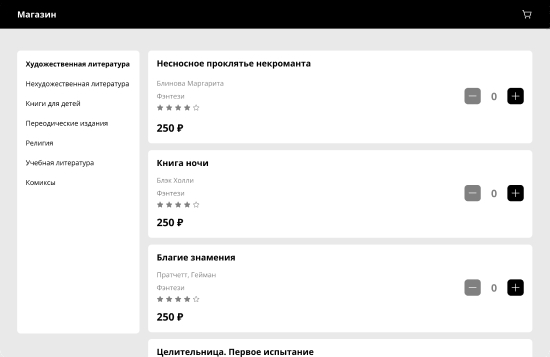 Магазин
Художественная литература
Нехудожественная литература
Книги для детей
Переодические издания
Религия
Учебная литература
Комиксы
Несносное проклятье некроманта
Блинова Маргарита
Фэнтези
250 ₽
0
Книга ночи
Блэк Холли
Фэнтези
250 ₽
0
Благие знамения
Пратчетт, Гейман
Фэнтези
250 ₽
0
Целительница. Первое испытание